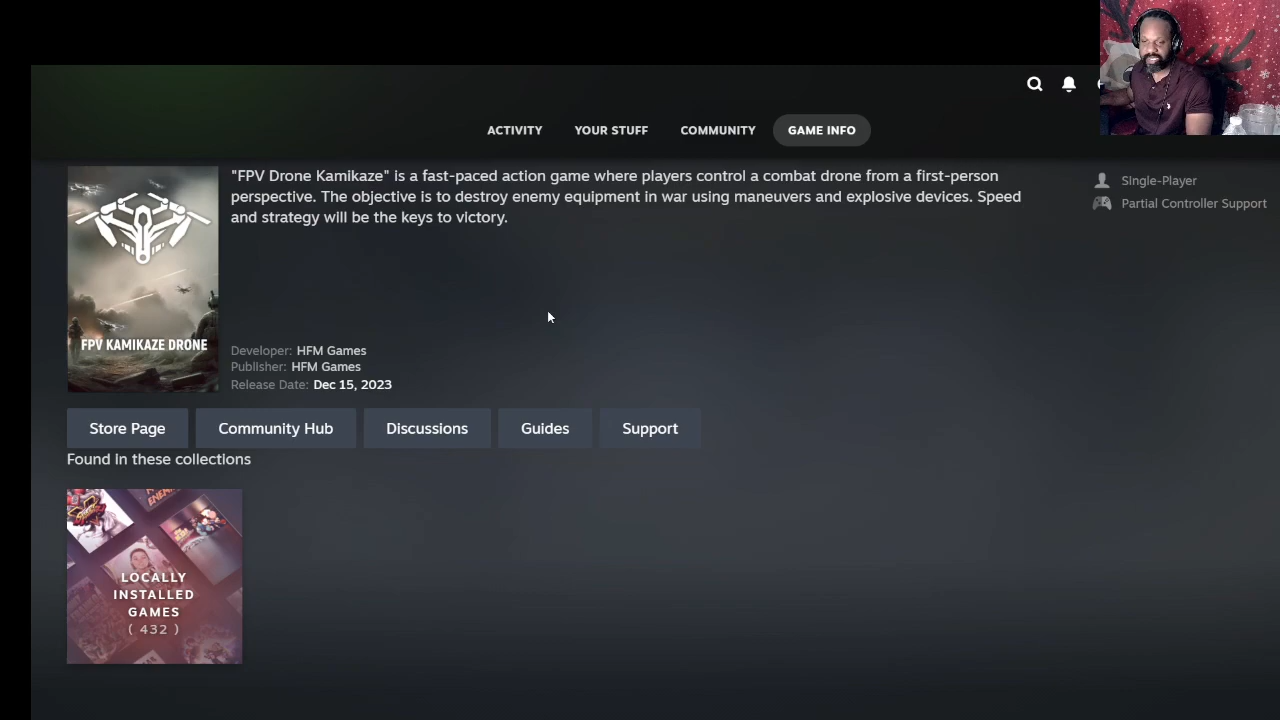 ACTIVITY YOUR STUFF COMMUNITY GAME INFO
"FPV Drone Kamikaze" is a fast-paced action game where players control a combat drone from a first-person
perspective. The objective is to destroy enemy equipment in war using maneuvers and explosive devices. Speed
and strategy will be the keys to victory.
Single-Player
Partial Controller Support
FPV KAMIKAZE DRONE
Developer: HFM Games
Publisher: HFM Games
Release Date: Dec 15, 2023
Store Page Community Hub Discussions Guides Support
Found in these collections
LOCALLY
INSTALLED
GAMES
( 432 )